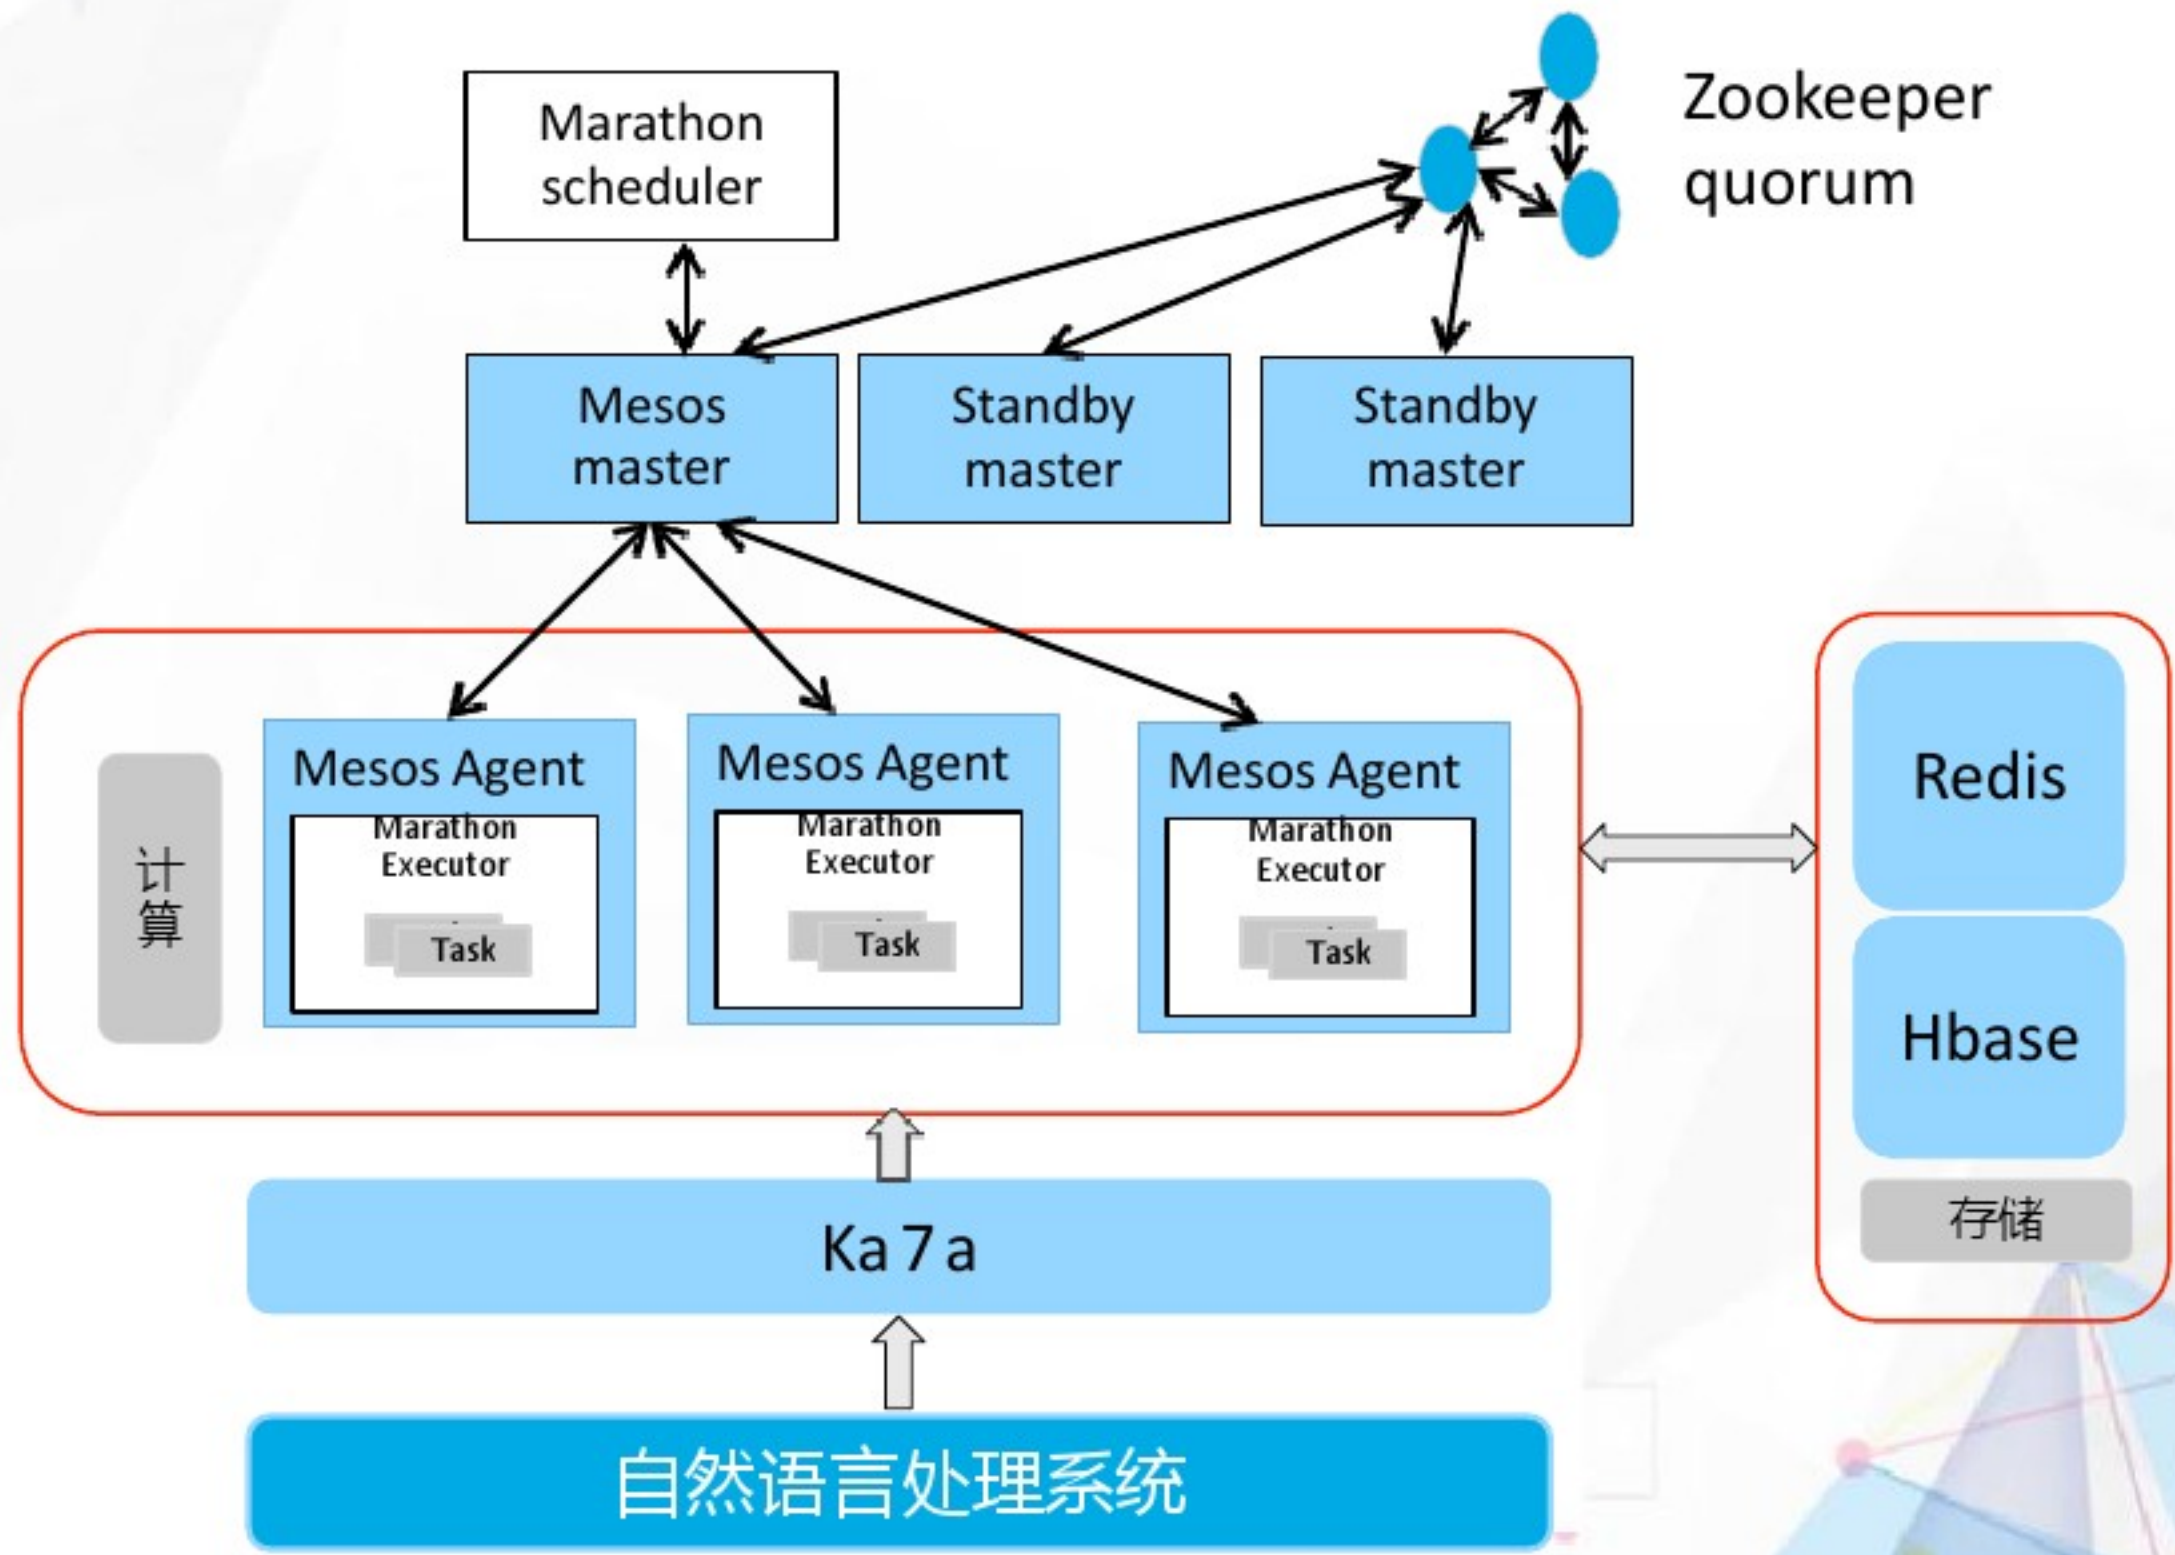 Marathon
scheduler
Zookeeper
quorum
Mesos
master
Standby
master
Standby
master
计
算
Mesos Agent
Marathon
Executor
Task
Mesos Agent
Marathon
Executor
Task
Mesos Agent
Marathon
Executor
Task
Redis
Hbase
存储
Ka7a
自然语言处理系统